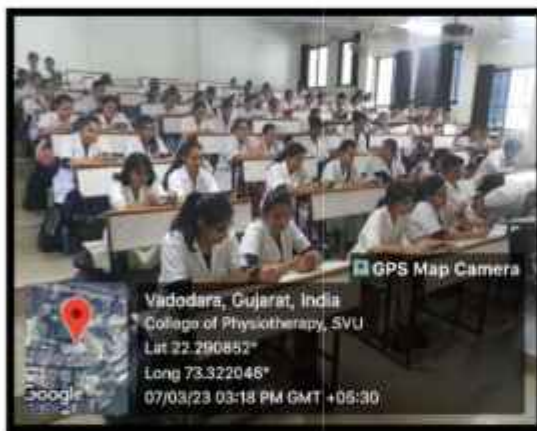 GPS Map Camera
Vadodara, Gujarat, India
College of Physiotherapy, SVU
Lat 22.290852°
Long 73.322046°
07/03/23 03:18 PM GMT +05:30
Google